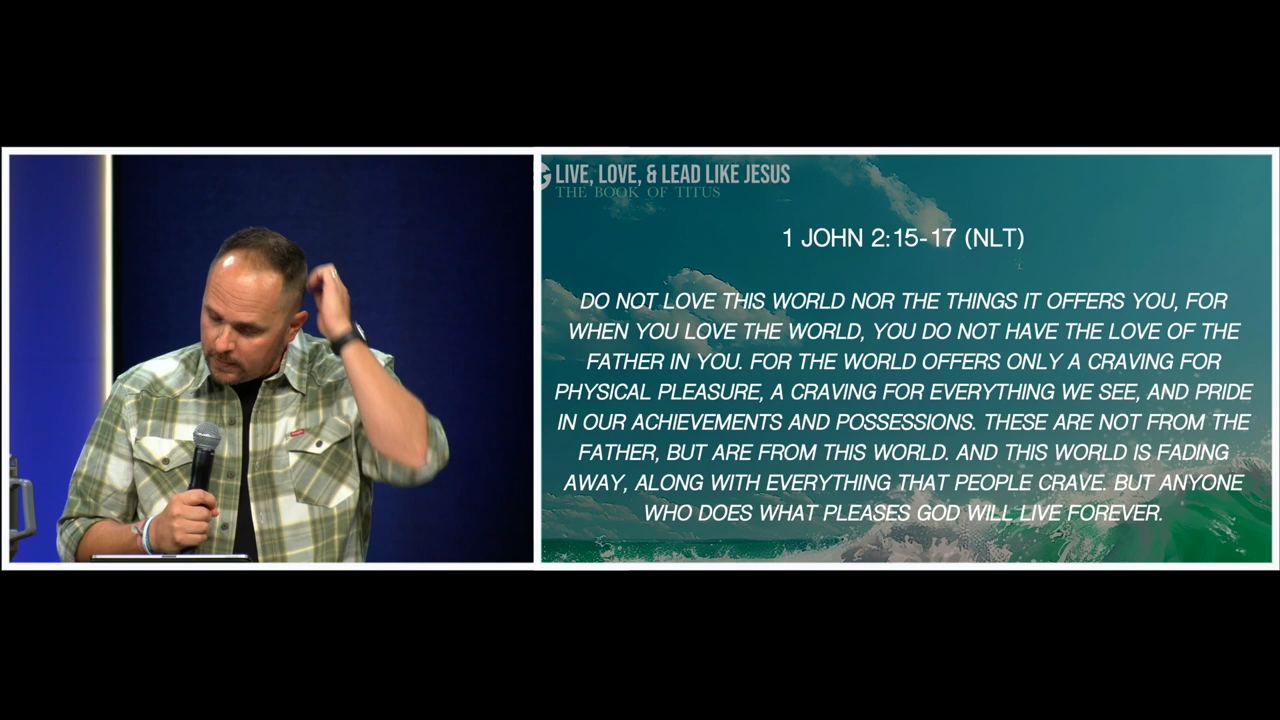 LIVE, LOVE, & LEAD LIKE JESUS
THE BOOK OF TITUS
1 JOHN 2:15-17 (NLT)
DO NOT LOVE THIS WORLD NOR THE THINGS IT OFFERS YOU, FOR
WHEN YOU LOVE THE WORLD, YOU DO NOT HAVE THE LOVE OF THE
FATHER IN YOU. FOR THE WORLD OFFERS ONLY A CRAVING FOR
PHYSICAL PLEASURE, A CRAVING FOR EVERYTHING WE SEE, AND PRIDE
IN OUR ACHIEVEMENTS AND POSSESSIONS. THESE ARE NOT FROM THE
FATHER, BUT ARE FROM THIS WORLD. AND THIS WORLD IS FADING
AWAY, ALONG WITH EVERYTHING THAT PEOPLE CRAVE. BUT ANYONE
WHO DOES WHAT PLEASES GOD WILL LIVE FOREVER.